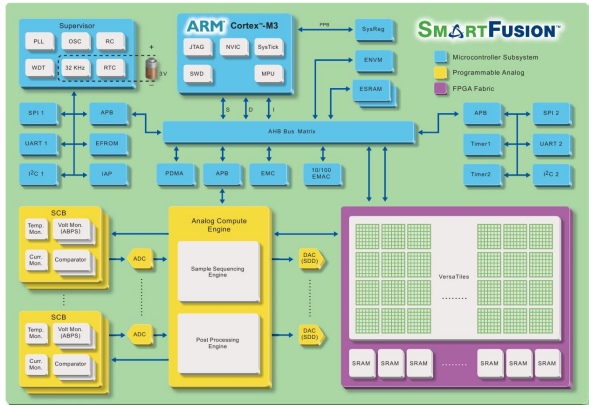 Supervisor
PLL
OSC
RC
WDT
32 KHz
RTC
+
3V
−
ARM Cortex™-M3
JTAG
NVIC
SysTick
SWD
MPU
PPB
SysReg
ENVM
ESRAM
SMARTFUSION™
Microcontroller Subsystem
Programmable Analog
FPGA Fabric
S
D
I
SPI 1
APB
UART 1
EFROM
I2C 1
IAP
AHB Bus Matrix
PDMA
APB
EMC
10/100
EMAC
APB
SPI 2
Timer1
UART 2
Timer2
I2C 2
SCB
Temp.
Mon.
Volt Mon.
(ABPS)
Curr.
Mon.
Comparator
ADC
SCB
Temp.
Mon.
Volt Mon.
(ABPS)
Curr.
Mon.
Comparator
ADC
Analog Compute
Engine
Sample Sequencing
Engine
Post Processing
Engine
DAC
(SDD)
DAC
(SDD)
VersaTiles
........
SRAM
SRAM
SRAM
........
SRAM
SRAM
SRAM